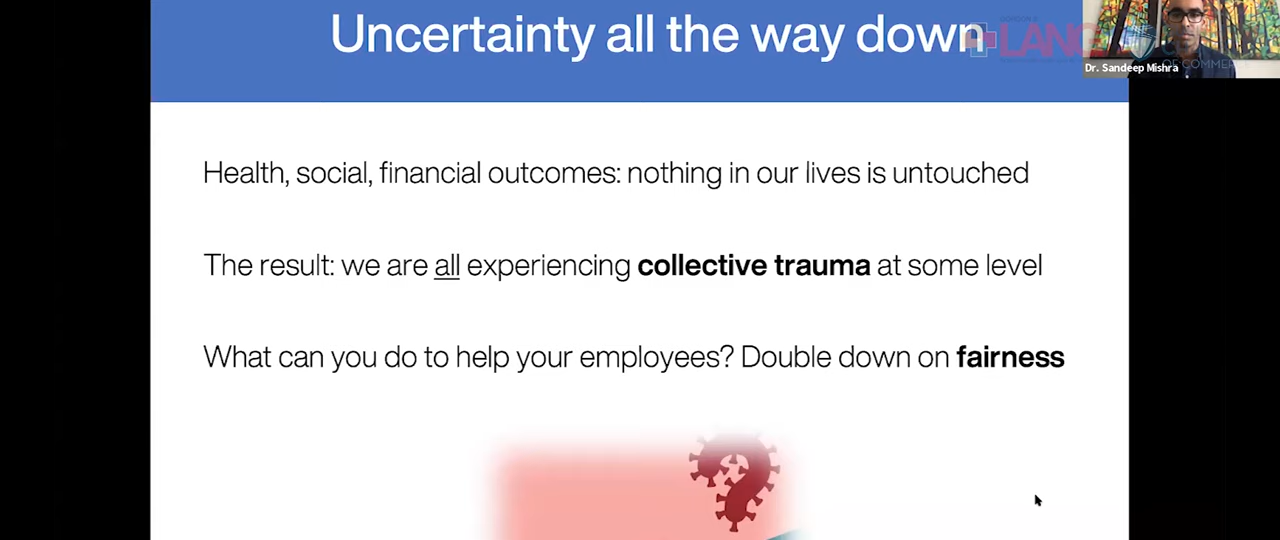 Uncertainty all the way down
Dr. Sandeep Mishra
Health, social, financial outcomes: nothing in our lives is untouched
The result: we are all experiencing collective trauma at some level
What can you do to help your employees? Double down on fairness
?